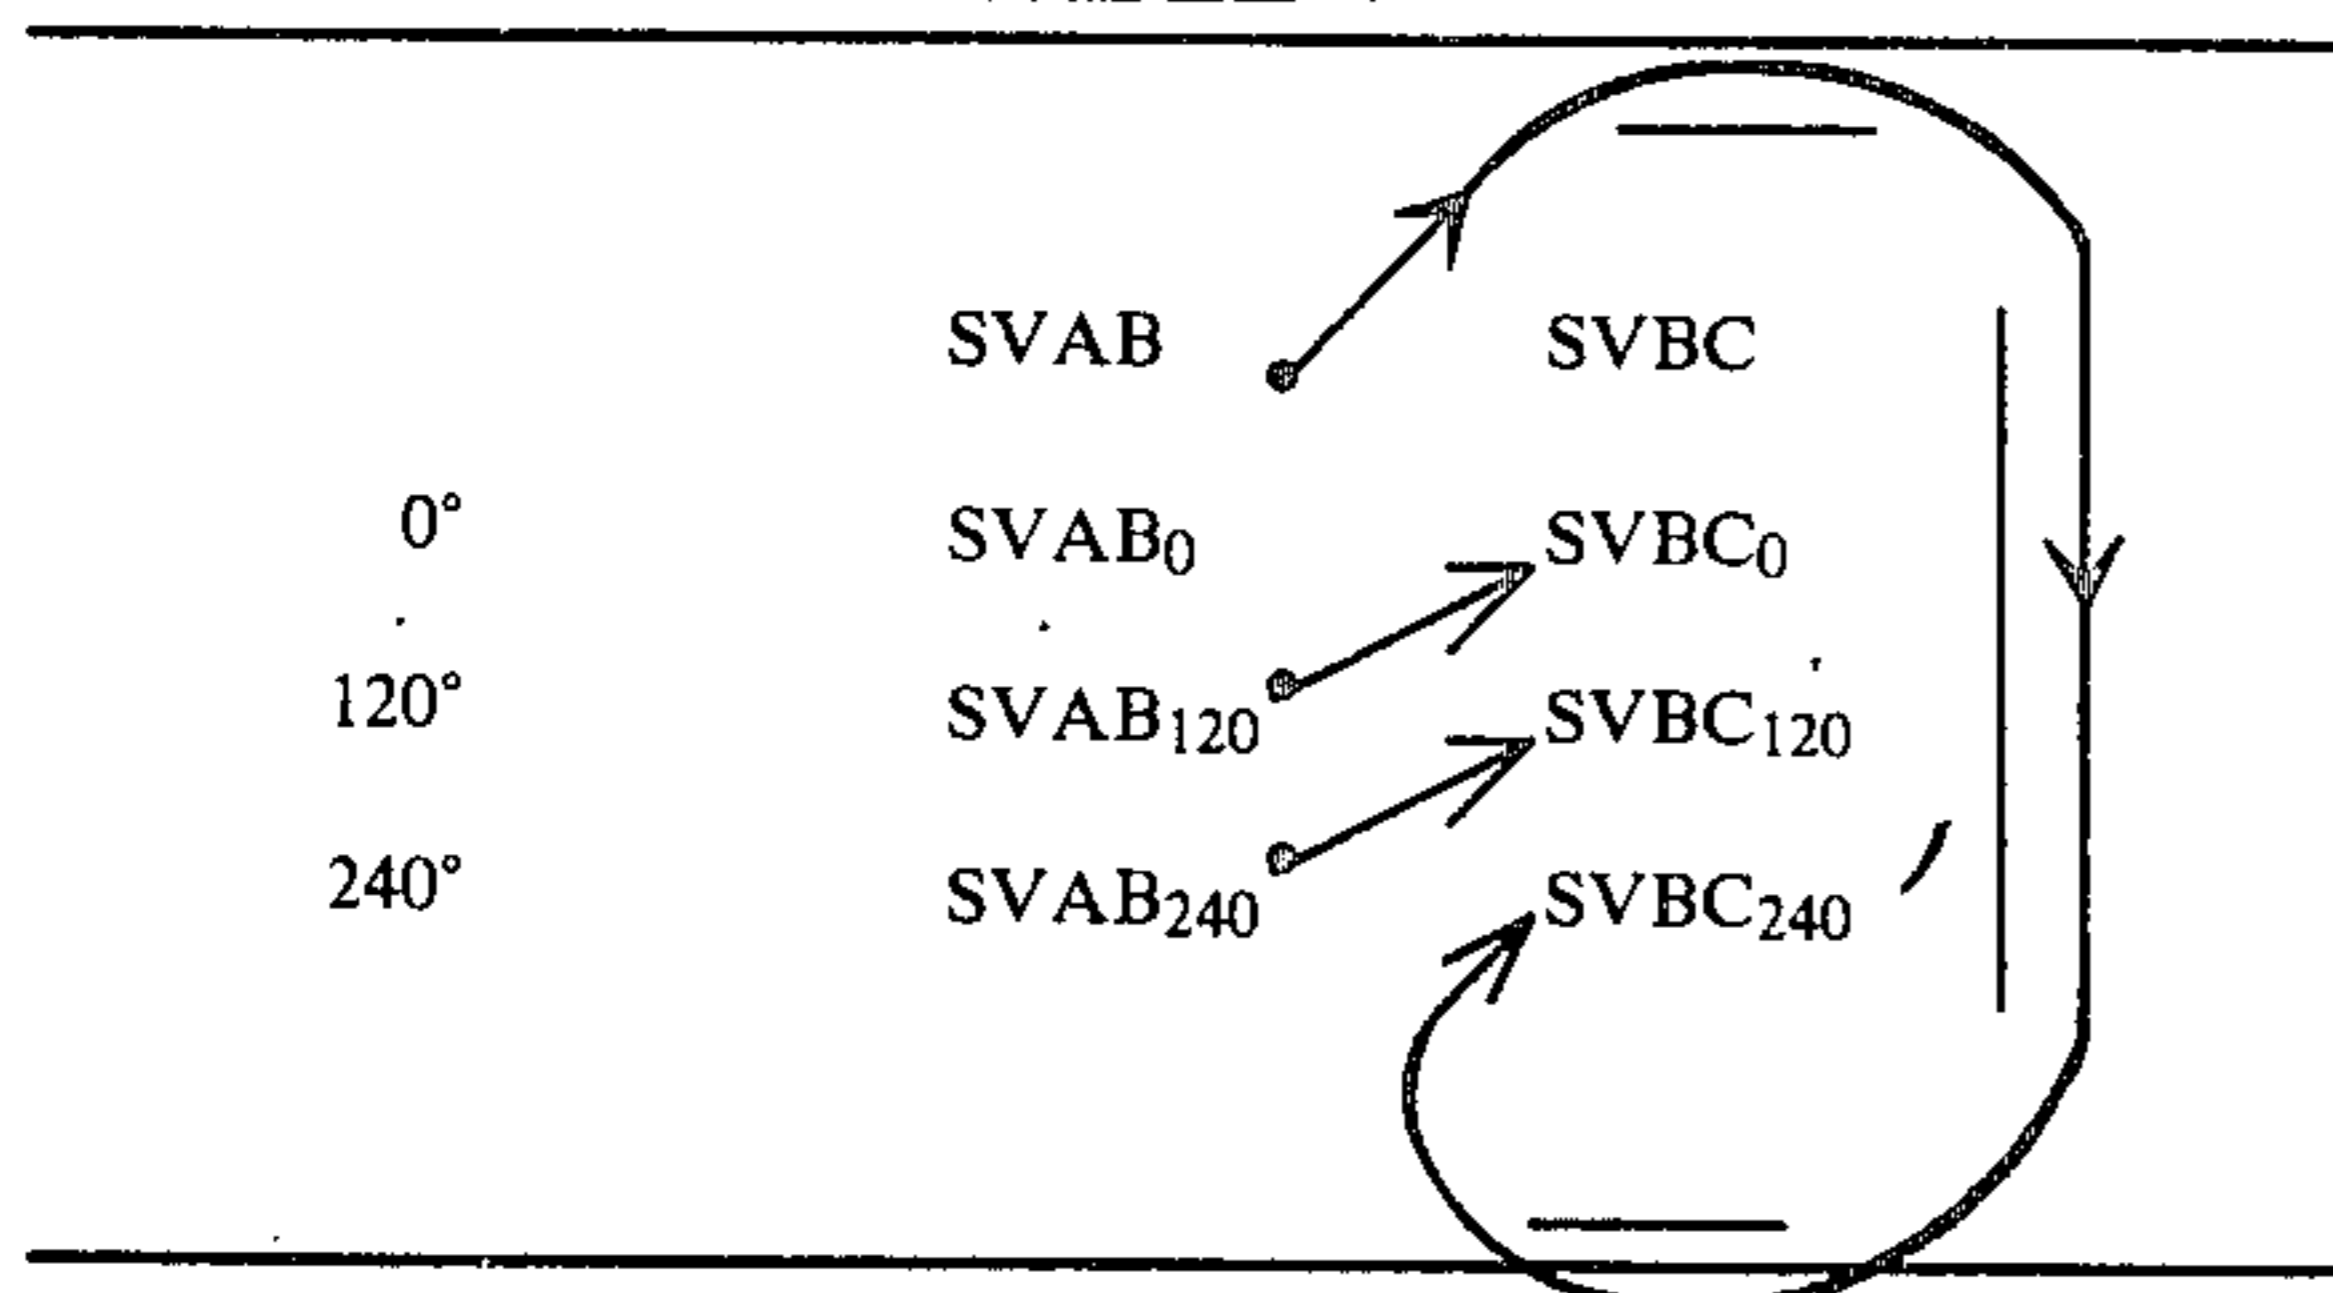 SVAB SVBC
0° SVAB₀ SVBC₀
120° SVAB₁₂₀ SVBC₁₂₀
240° SVAB₂₄₀ SVBC₂₄₀